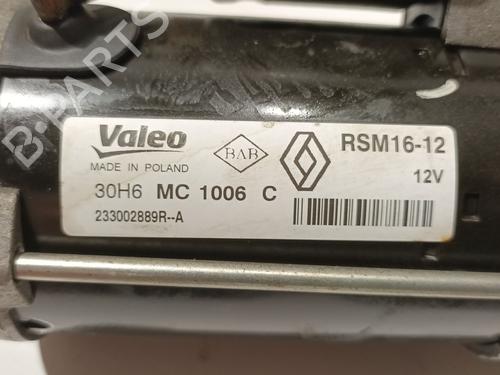 Valeo
MADE IN POLAND
BAB
RSM16-12
12V
30H6 MC 1006 C
233002889R--A
B-PARTS